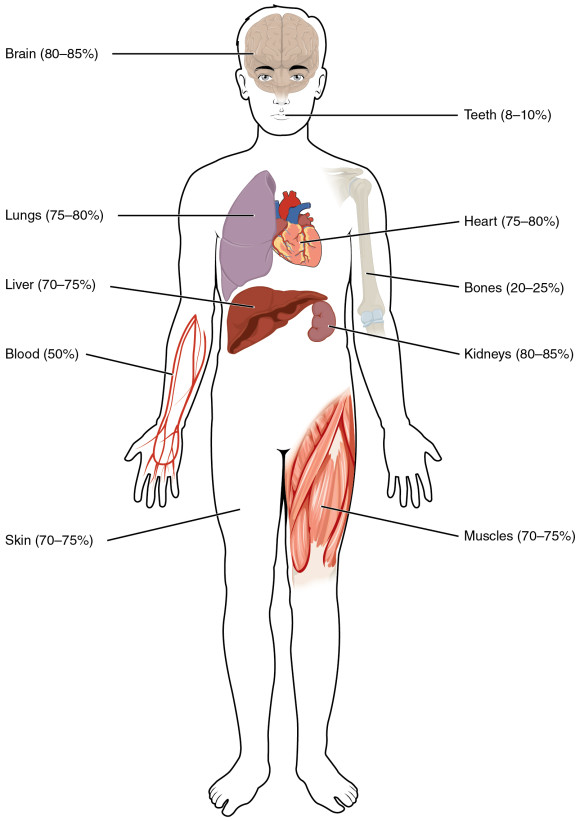 Brain (80–85%)
Teeth (8–10%)
Lungs (75–80%)
Heart (75–80%)
Liver (70–75%)
Bones (20–25%)
Blood (50%)
Kidneys (80–85%)
Skin (70–75%)
Muscles (70–75%)